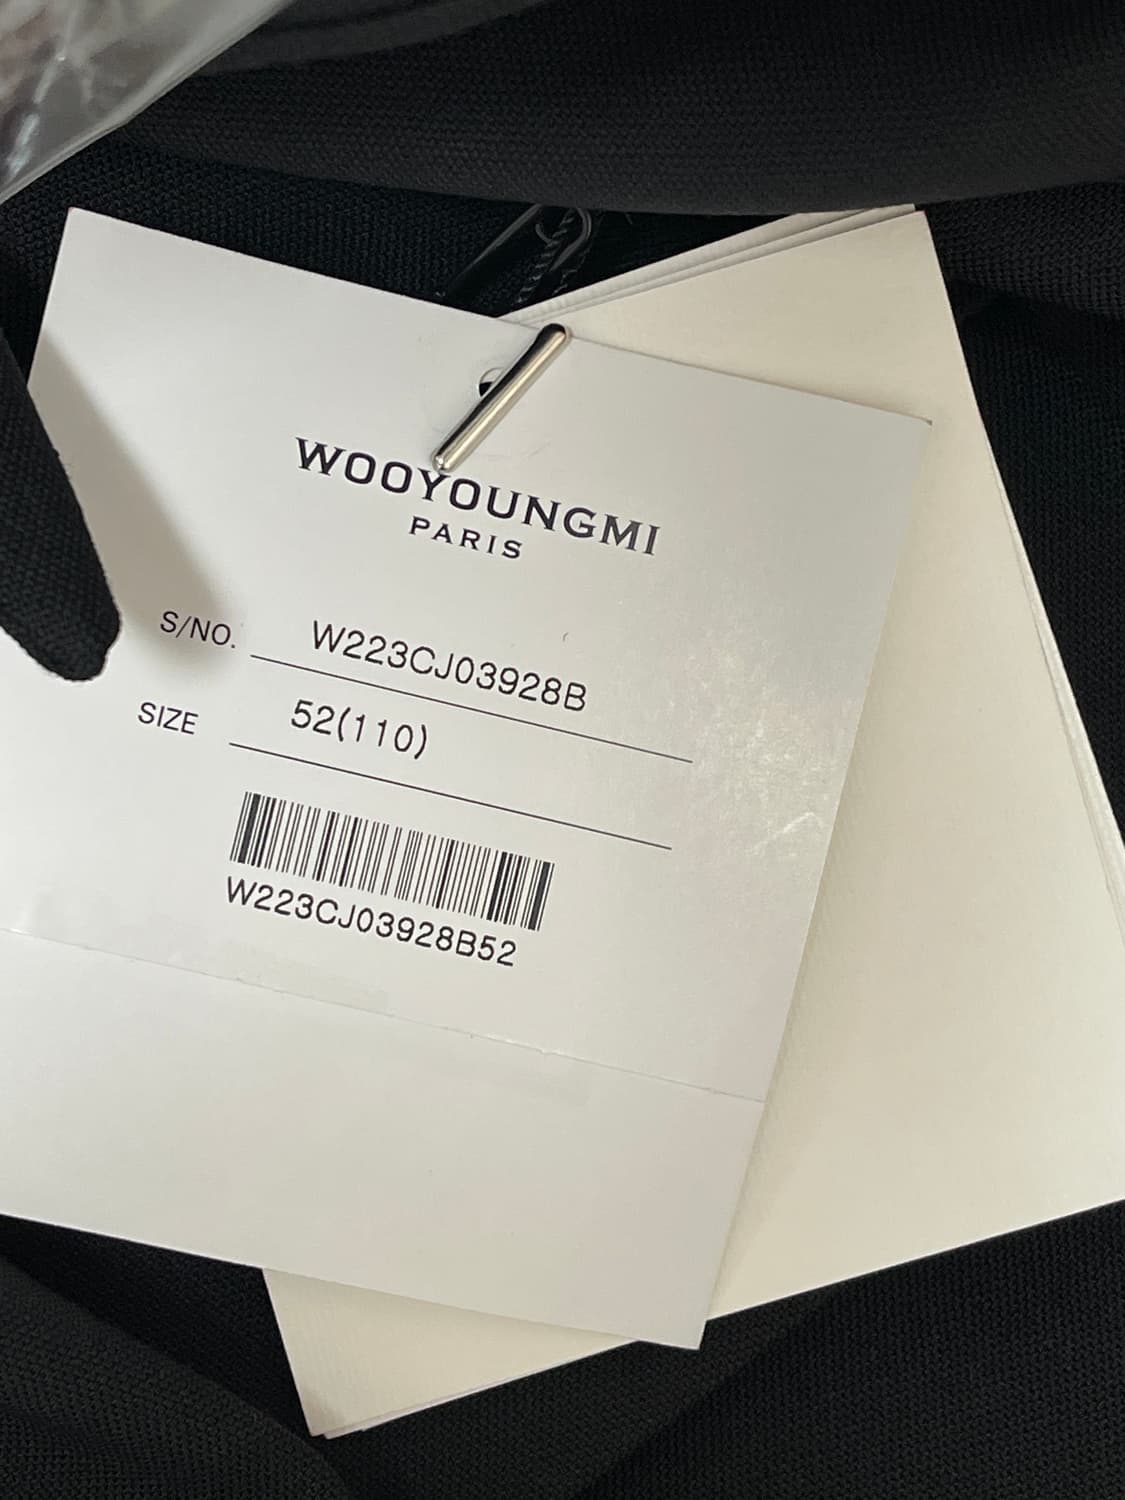 WOOYOUNGMI
PARIS
S/NO. W223CJ03928B
SIZE 52(110)
W223CJ03928B52